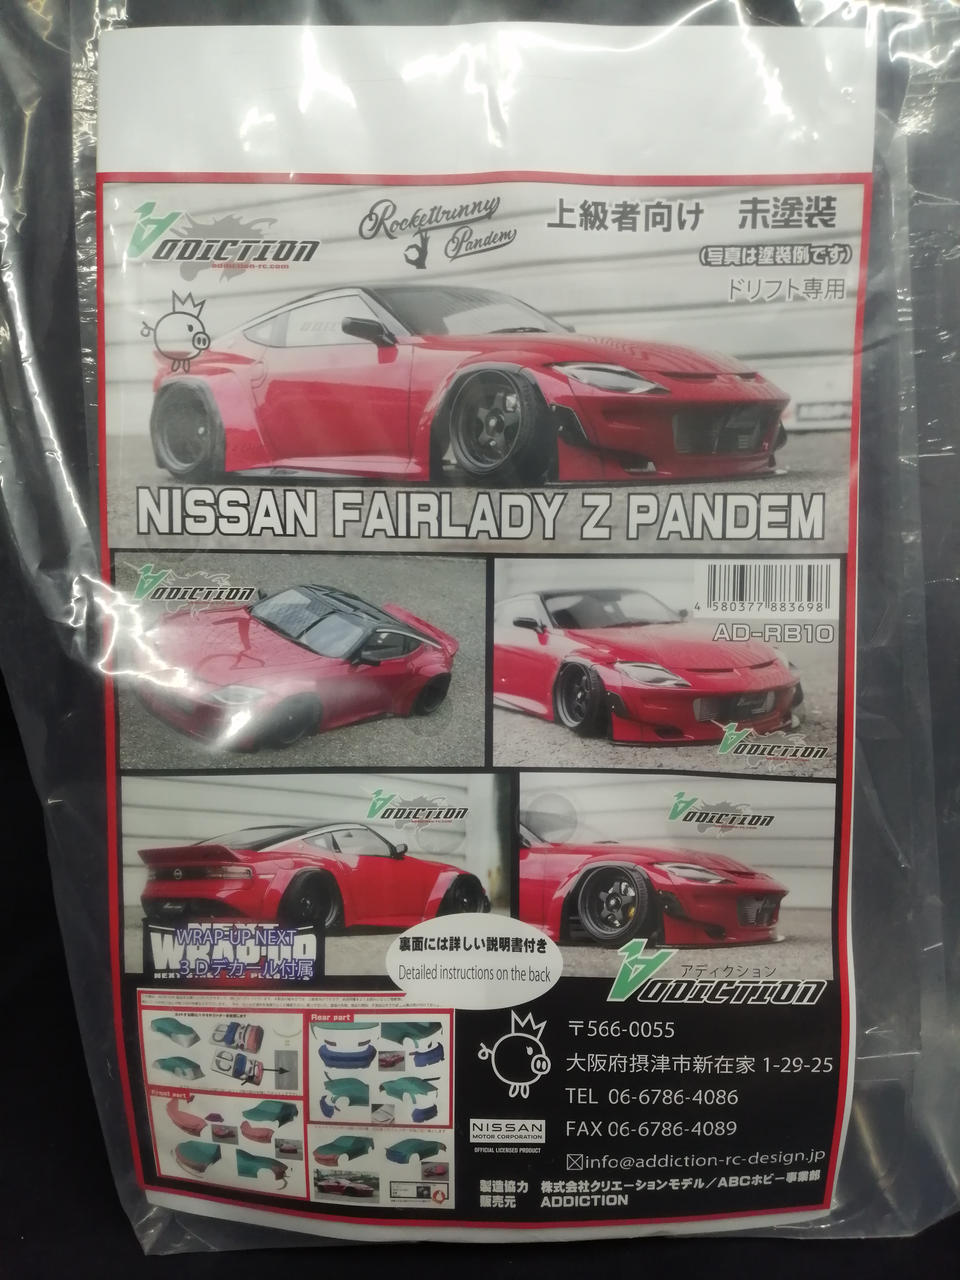 ADDICTION
addiction-rc.com
Rocketbunny
Pandem
上級者向け 未塗装
(写真は塗装例です)
ドリフト専用
NISSAN FAIRLADY Z PANDEM
ADDICTION
4 580377 883698
AD-RB10
ADDICTION
ADDICTION
ADDICTION
WRAP-UP NEXT
3Dデカール付属
裏面には詳しい説明書付き
Detailed instructions on the back
アディクション
ADDICTION
Rear part
Front part
〒566-0055
大阪府摂津市新在家 1-29-25
TEL 06-6786-4086
FAX 06-6786-4089
info@addiction-rc-design.jp
NISSAN
MOTOR CORPORATION
OFFICIAL LICENSED PRODUCT
製造協力 株式会社クリエーションモデル/ABCホビー事業部
販売元 ADDICTION